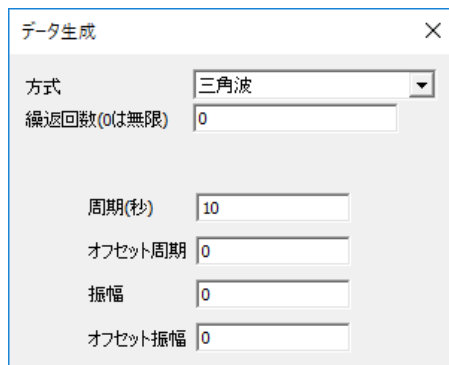 データ生成
方式 三角波
繰返回数(0は無限) 0
周期(秒) 10
オフセット周期 0
振幅 0
オフセット振幅 0